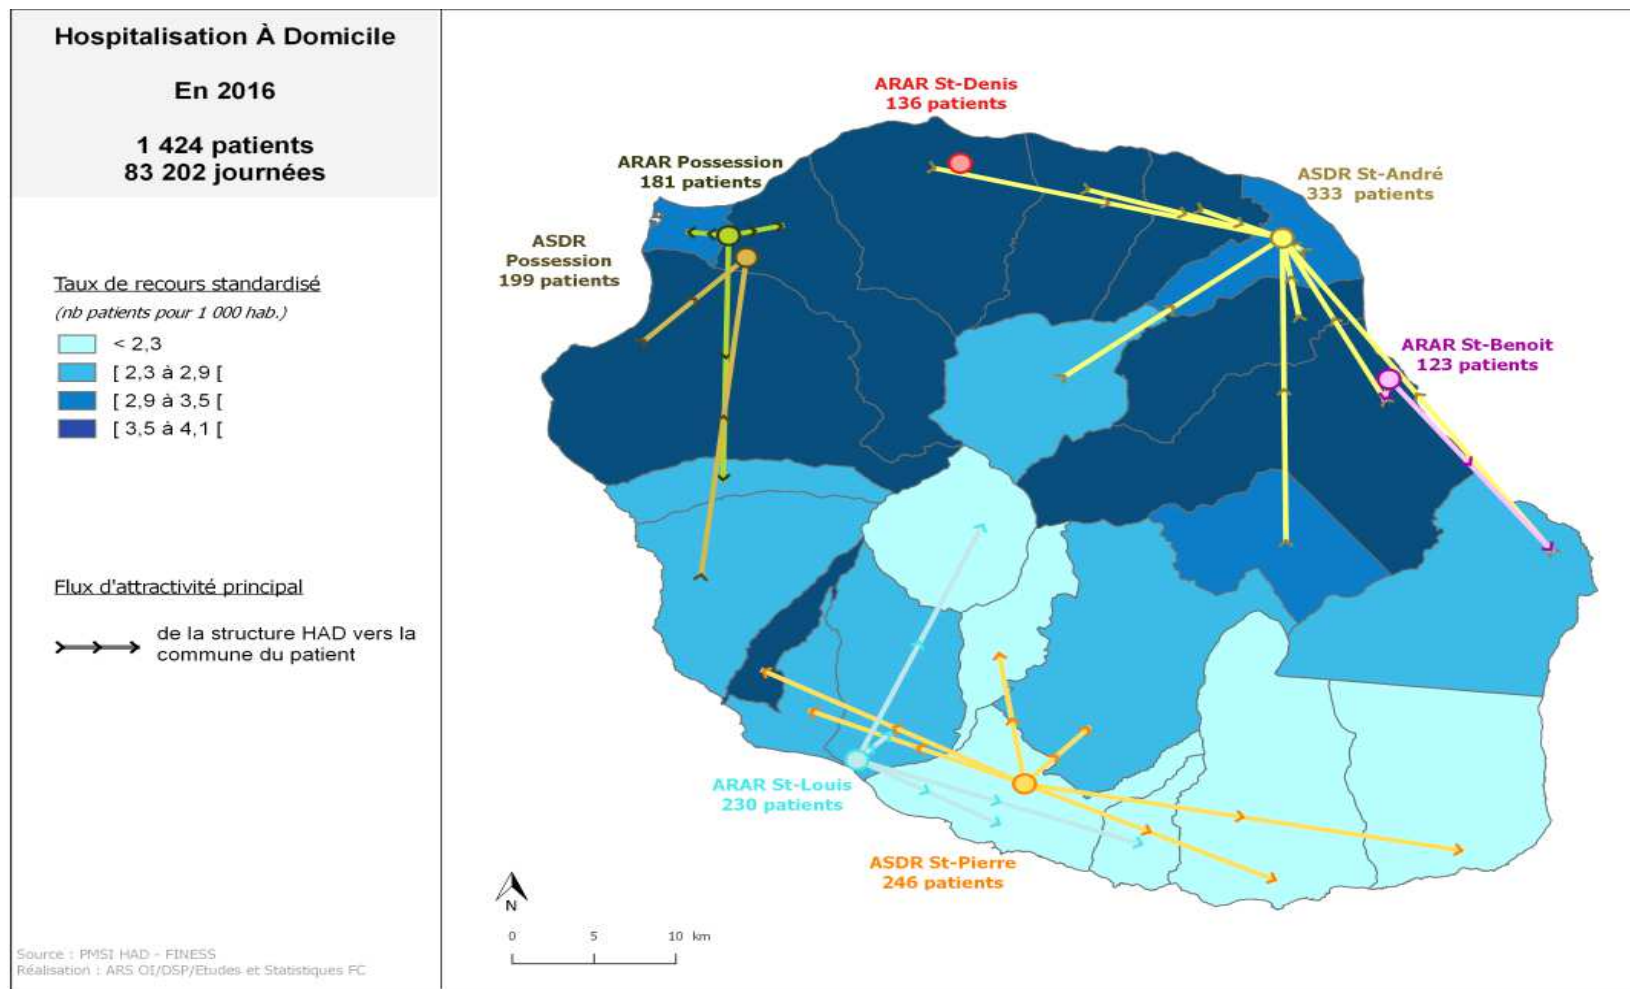 Hospitalisation À Domicile
En 2016
1 424 patients
83 202 journées
Taux de recours standardisé
(nb patients pour 1 000 hab.)
< 2,3
[ 2,3 à 2,9 [
[ 2,9 à 3,5 [
[ 3,5 à 4,1 [
Flux d'attractivité principal
de la structure HAD vers la
commune du patient
Source : PMSI HAD - FINESS
Réalisation : ARS OI/DSP/Etudes et Statistiques FC
ARAR St-Denis
136 patients
ARAR Possession
181 patients
ASDR St-André
333 patients
ASDR
Possession
199 patients
ARAR St-Benoit
123 patients
ARAR St-Louis
230 patients
ASDR St-Pierre
246 patients
N
0 5 10 km